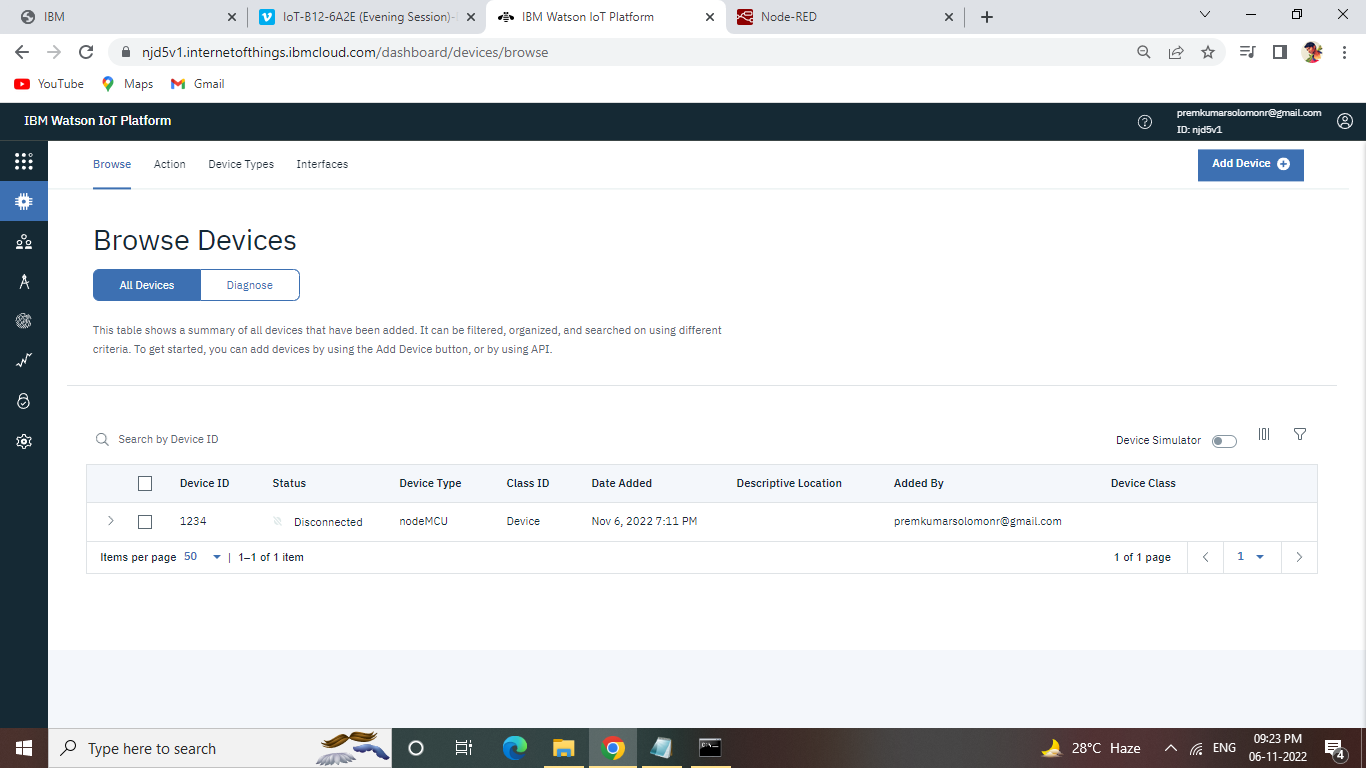 IBM
IoT-B12-6A2E (Evening Session)-
IBM Watson IoT Platform
Node-RED
njd5v1.internetofthings.ibmcloud.com/dashboard/devices/browse
YouTube Maps Gmail
IBM Watson IoT Platform
premkumarsolomonr@gmail.com
ID: njd5v1
Browse Action Device Types Interfaces
Add Device
Browse Devices
All Devices Diagnose
This table shows a summary of all devices that have been added. It can be filtered, organized, and searched on using different
criteria. To get started, you can add devices by using the Add Device button, or by using API.
Search by Device ID
Device Simulator
Device ID Status Device Type Class ID Date Added Descriptive Location Added By Device Class
1234 Disconnected nodeMCU Device Nov 6, 2022 7:11 PM premkumarsolomonr@gmail.com
Items per page 50 | 1–1 of 1 item 1 of 1 page 1
Type here to search
28°C Haze
ENG
09:23 PM
06-11-2022
4